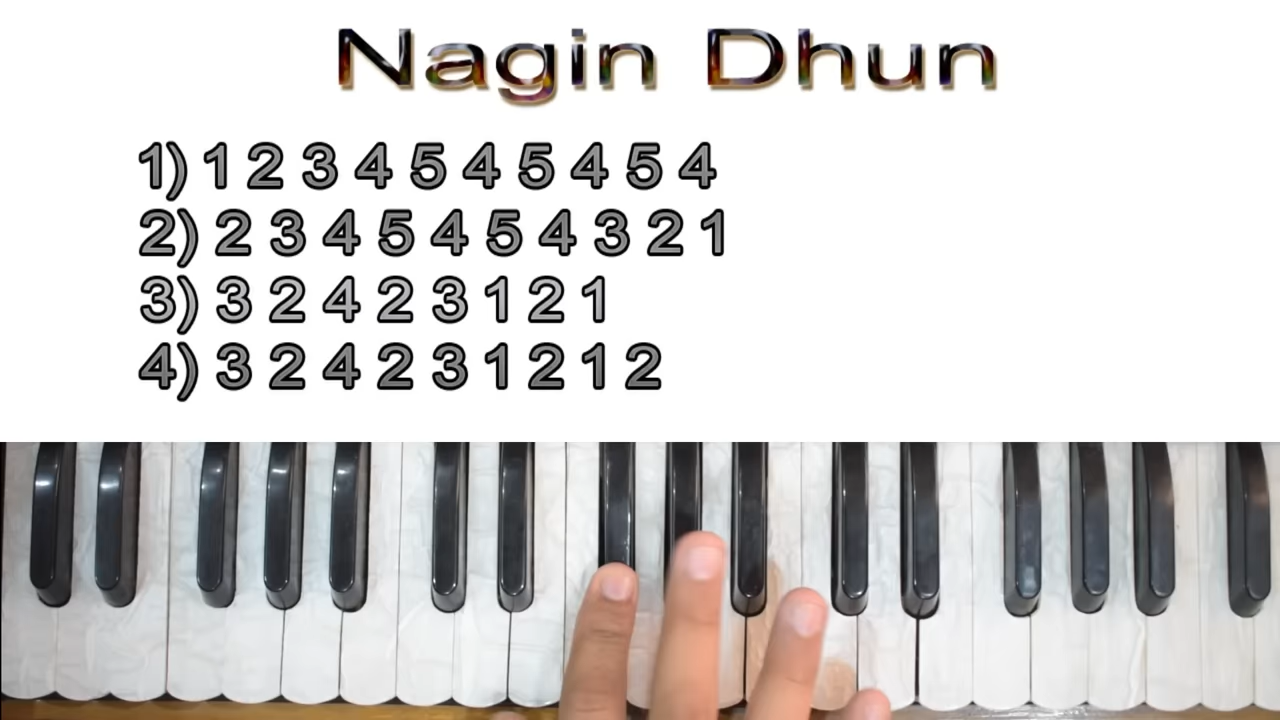 Nagin Dhun
1) 1 2 3 4 5 4 5 4 5 4
2) 2 3 4 5 4 5 4 3 2 1
3) 3 2 4 2 3 1 2 1
4) 3 2 4 2 3 1 2 1 2